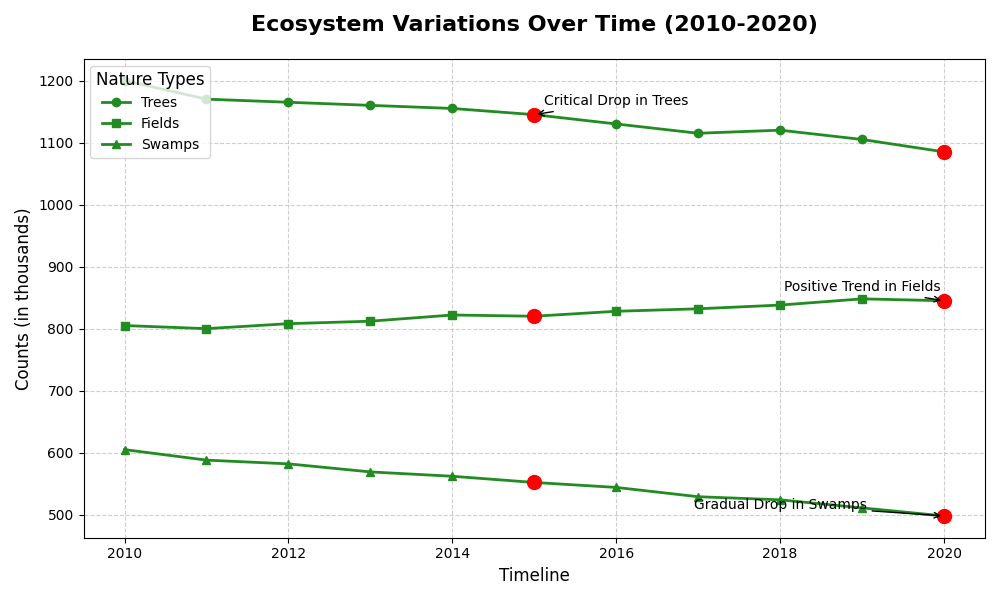 Ecosystem Variations Over Time (2010-2020)
Nature Types
Trees
Fields
Swamps
Critical Drop in Trees
Positive Trend in Fields
Gradual Drop in Swamps
Counts (in thousands)
1200
1100
1000
900
800
700
600
500
2010
2012
2014
2016
2018
2020
Timeline